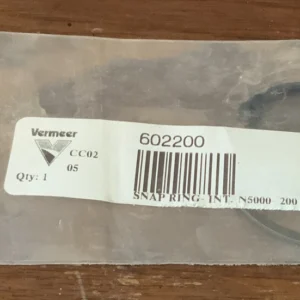 Vermeer
CC02
05
Qty: 1
602200
SNAP RING INT. N5000 200